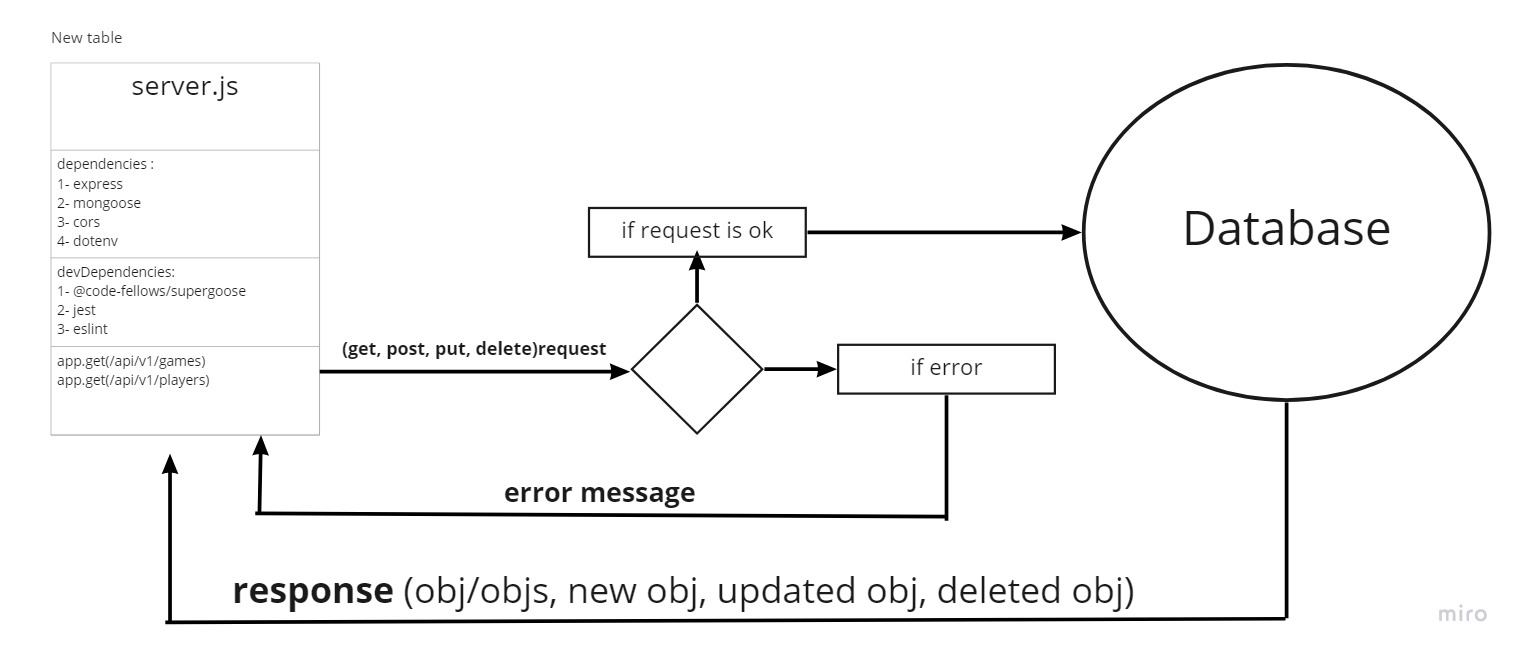 New table
server.js
dependencies :
1- express
2- mongoose
3- cors
4- dotenv
devDependencies:
1- @code-fellows/supergoose
2- jest
3- eslint
app.get(/api/v1/games)
app.get(/api/v1/players)
(get, post, put, delete)request
if request is ok
if error
Database
error message
response (obj/objs, new obj, updated obj, deleted obj)
miro